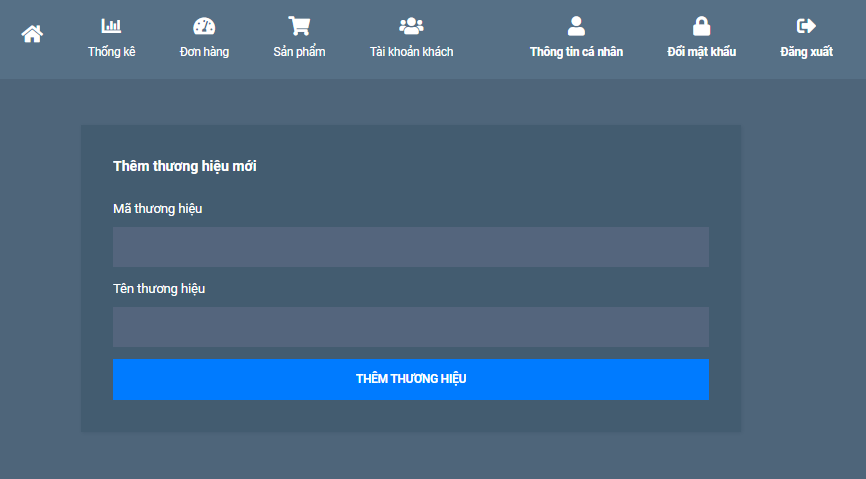 Thống kê
Đơn hàng
Sản phẩm
Tài khoản khách
Thông tin cá nhân
Đổi mật khẩu
Đăng xuất
Thêm thương hiệu mới
Mã thương hiệu
Tên thương hiệu
THÊM THƯƠNG HIỆU